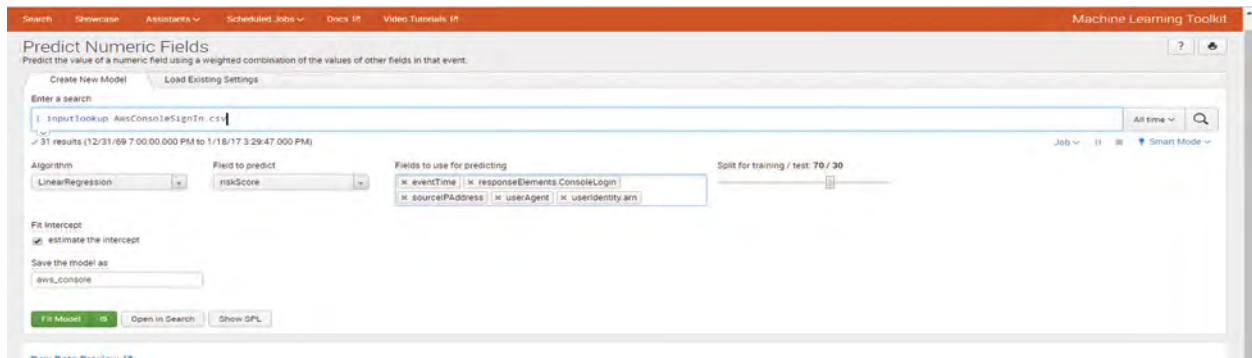 Search Showcase Assistants Scheduled Jobs Docs Video Tutorials Machine Learning Toolkit
Predict Numeric Fields ?
Predict the value of a numeric field using a weighted combination of the values of other fields in that event.
Create New Model Load Existing Settings
Enter a search
| inputlookup AwsConsoleSignIn.csv All time
✓ 31 results (12/31/69 7:00:00.000 PM to 1/18/17 3:29:47.000 PM) Job Smart Mode
Algorithm Field to predict Fields to use for predicting Split for training / test: 70 / 30
LinearRegression riskScore × eventTime × responseElements.ConsoleLogin
× sourceIPAddress × userAgent × userIdentity.arn
Fit Intercept
estimate the intercept
Save the model as
aws_console
Fit Model Open in Search Show SPL
Raw Data Preview